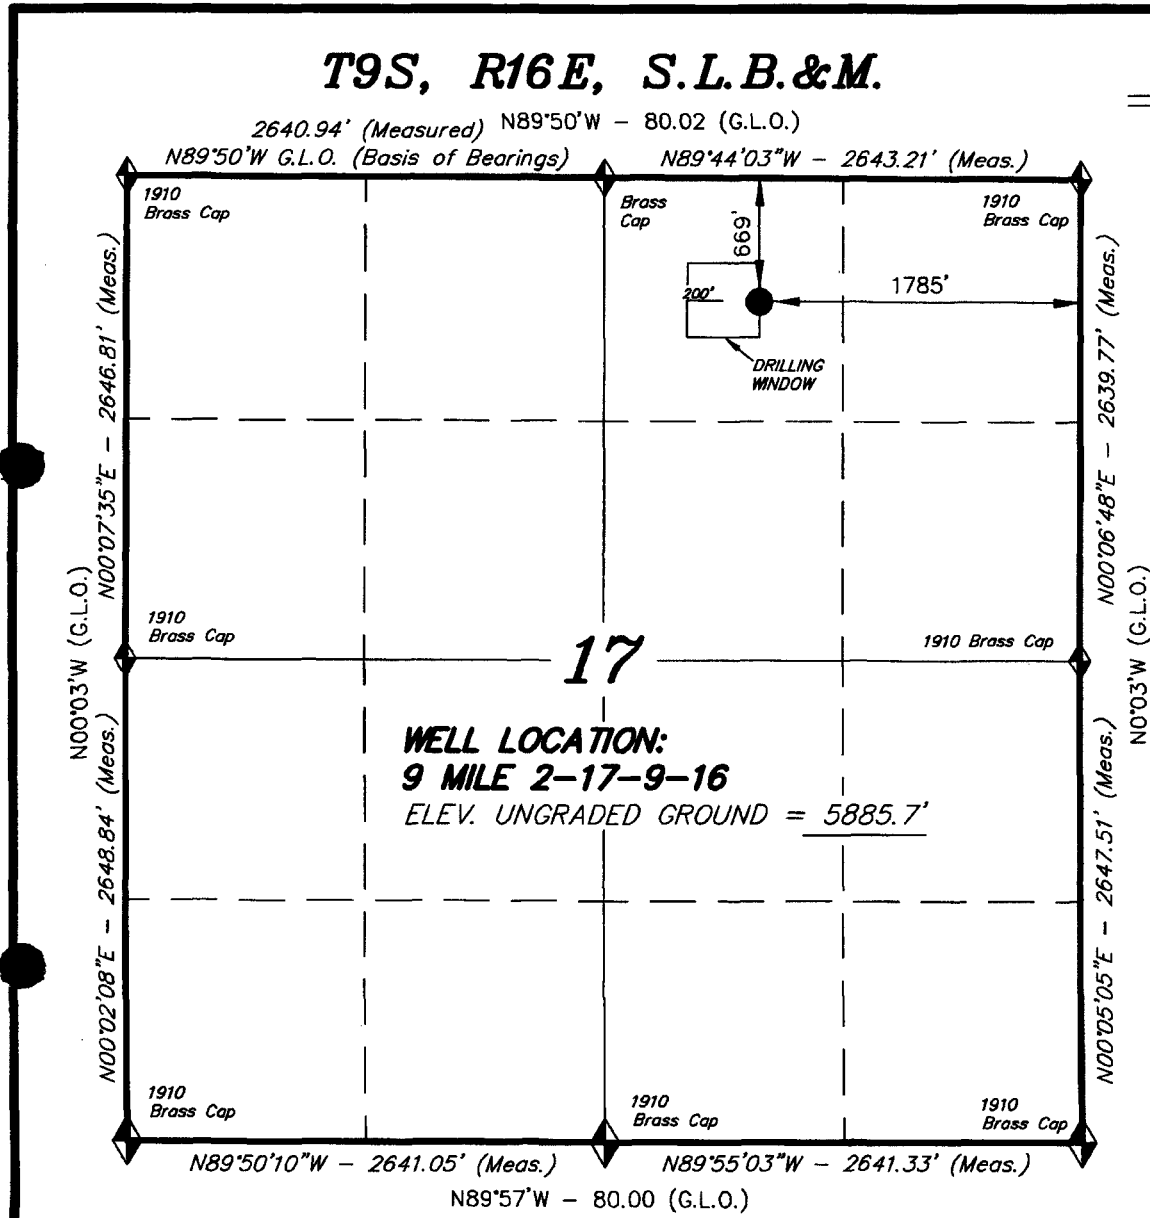 T9S, R16E, S.L.B.&M.
N89°50'W - 80.02 (G.L.O.)
2640.94' (Measured)
N89°50'W G.L.O. (Basis of Bearings)
N89°44'03"W - 2643.21' (Meas.)
1910
Brass Cap
Brass
Cap
1910
Brass Cap
669'
200'
1785'
DRILLING
WINDOW
N00°07'35"E - 2646.81' (Meas.)
N00°06'48"E - 2639.77' (Meas.)
N00°03'W (G.L.O.)
N0°03'W (G.L.O.)
1910
Brass Cap
1910 Brass Cap
17
WELL LOCATION:
9 MILE 2-17-9-16
ELEV. UNGRADED GROUND = 5885.7'
N00°02'08"E - 2648.84' (Meas.)
N00°05'05"E - 2647.51' (Meas.)
1910
Brass Cap
1910
Brass Cap
1910
Brass Cap
N89°50'10"W - 2641.05' (Meas.)
N89°55'03"W - 2641.33' (Meas.)
N89°57'W - 80.00 (G.L.O.)